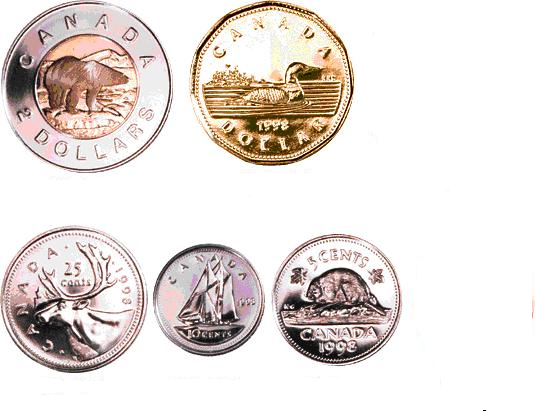 CANADA
2 DOLLARS
CANADA
1998
DOLLAR
CANADA
25
cents
1998
CANADA
1998
10 CENTS
5 CENTS
CANADA
1998